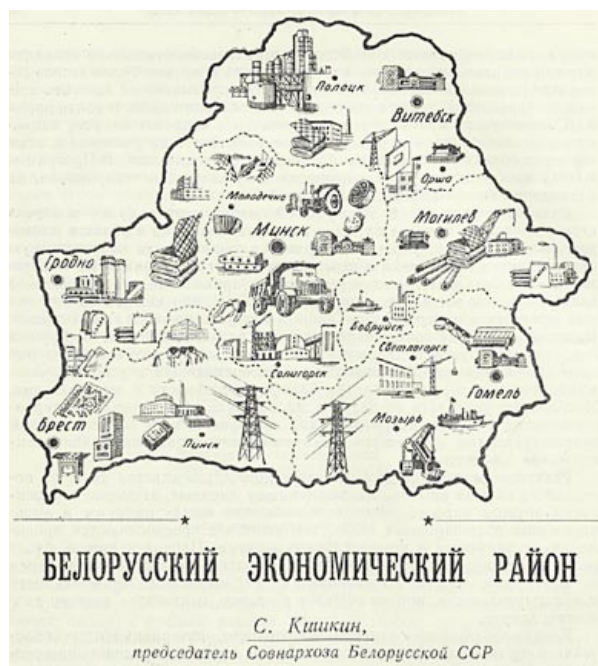 Полоцк
Витебск
Орша
Молодечно
Минск
Могилев
Гродно
Бобруйск
Светлогорск
Солигорск
Гомель
Мозырь
Брест
Пинск
БЕЛОРУССКИЙ ЭКОНОМИЧЕСКИЙ РАЙОН
С. Кишкин,
председатель Совнархоза Белорусской ССР